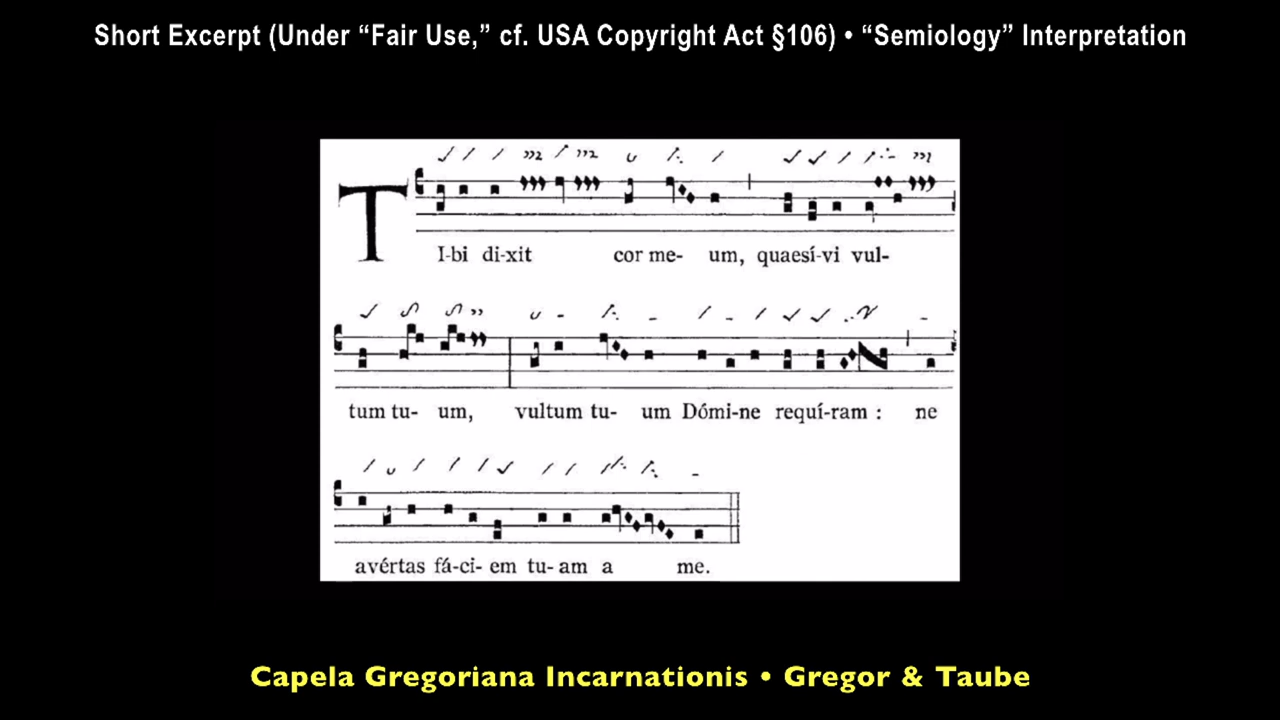 Short Excerpt (Under “Fair Use,” cf. USA Copyright Act §106) • “Semiology” Interpretation
TI-bi di-xit cor me- um, quaesí-vi vul-
tum tu- um, vultum tu- um Dómi-ne requí-ram : ne
avértas fá-ci- em tu- am a me.
Capela Gregoriana Incarnationis • Gregor & Taube